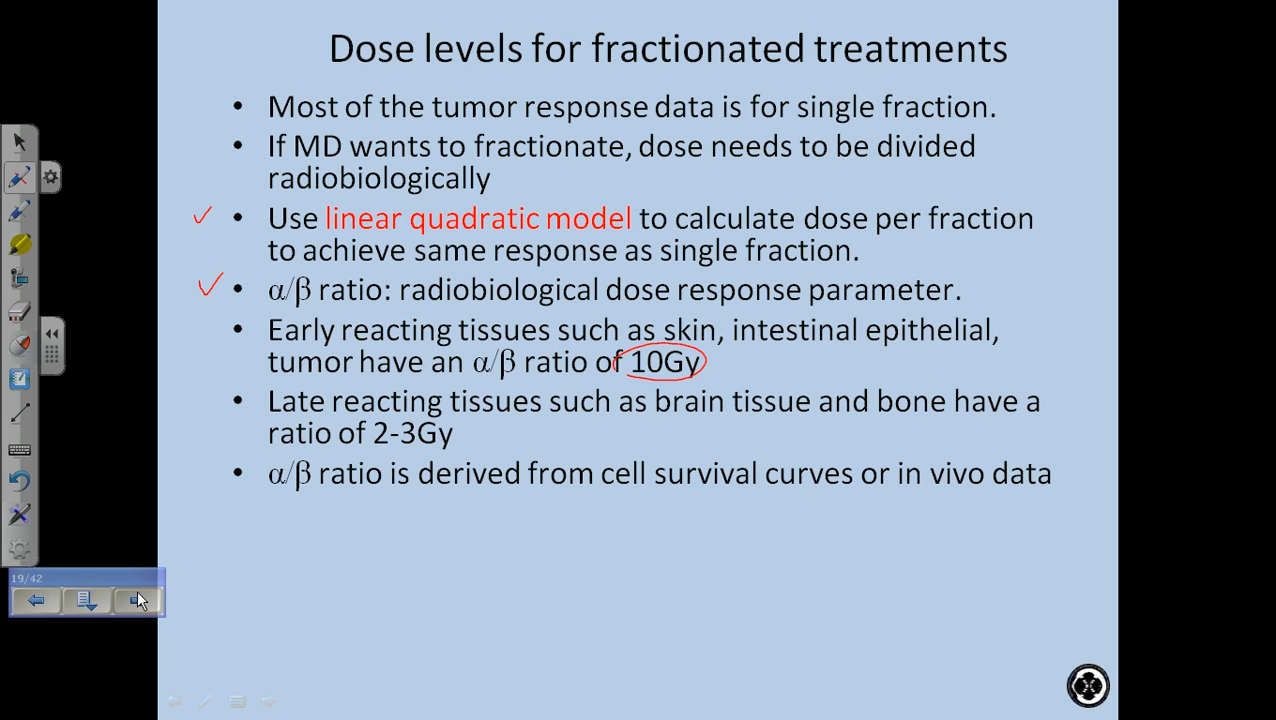 Dose levels for fractionated treatments
• Most of the tumor response data is for single fraction.
• If MD wants to fractionate, dose needs to be divided
radiobiologically
• Use linear quadratic model to calculate dose per fraction
to achieve same response as single fraction.
• α/β ratio: radiobiological dose response parameter.
• Early reacting tissues such as skin, intestinal epithelial,
tumor have an α/β ratio of 10Gy
• Late reacting tissues such as brain tissue and bone have a
ratio of 2-3Gy
• α/β ratio is derived from cell survival curves or in vivo data
19/42